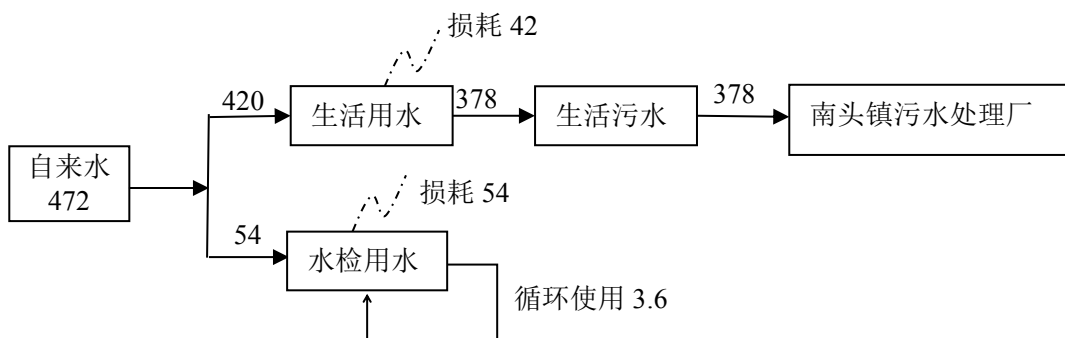 损耗 42
420
生活用水
378
生活污水
378
南头镇污水处理厂
自来水
472
损耗 54
54
水检用水
循环使用 3.6